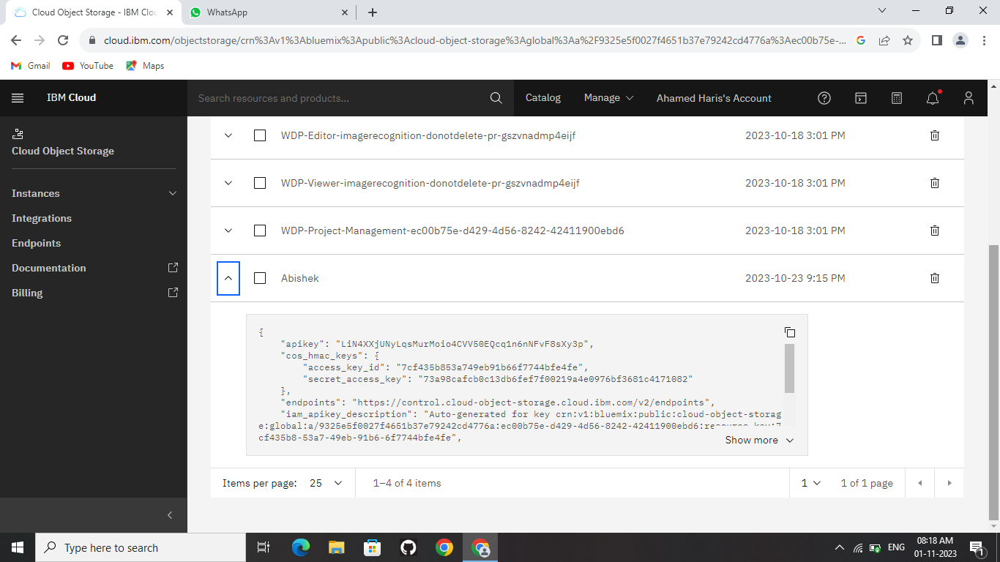 Cloud Object Storage - IBM Clou
WhatsApp
cloud.ibm.com/objectstorage/crn%3Av1%3Abluemix%3Apublic%3Acloud-object-storage%3Aglobal%3Aa%2F9325e5f0027f4651b37e79242cd4776a%3Aec00b75e-...
Gmail
YouTube
Maps
IBM Cloud
Search resources and products...
Catalog
Manage
Ahamed Haris's Account
Cloud Object Storage
Instances
Integrations
Endpoints
Documentation
Billing
WDP-Editor-imagerecognition-donotdelete-pr-gszvnadmp4eijf 2023-10-18 3:01 PM
WDP-Viewer-imagerecognition-donotdelete-pr-gszvnadmp4eijf 2023-10-18 3:01 PM
WDP-Project-Management-ec00b75e-d429-4d56-8242-42411900ebd6 2023-10-18 3:01 PM
Abishek 2023-10-23 9:15 PM
{
"apikey": "LiN4XXjUNyLqsMurMoio4CVV50EQcq1n6nNFvF8sXy3p",
"cos_hmac_keys": {
"access_key_id": "7cf435b853a749eb91b66f7744bfe4fe",
"secret_access_key": "73a98cafcb0c13db6fef7f00219a4e0976bf3681c4171082"
},
"endpoints": "https://control.cloud-object-storage.cloud.ibm.com/v2/endpoints",
"iam_apikey_description": "Auto-generated for key crn:v1:bluemix:public:cloud-object-storag
e:global:a/9325e5f0027f4651b37e79242cd4776a:ec00b75e-d429-4d56-8242-42411900ebd6:resource-key:7
cf435b8-53a7-49eb-91b6-6f7744bfe4fe",
Show more
Items per page: 25
1–4 of 4 items
1
1 of 1 page
Type here to search
ENG
08:18 AM
01-11-2023
1